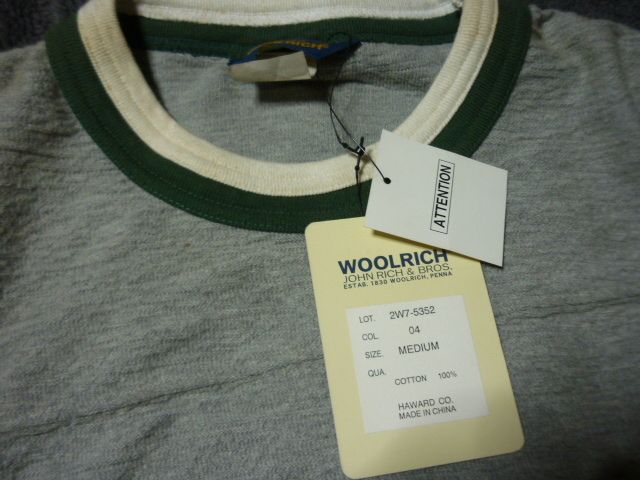 RICH
ATTENTION
WOOLRICH
JOHN RICH & BROS.
ESTAB. 1830 WOOLRICH, PENNA
LOT. 2W7-5352
COL. 04
SIZE. MEDIUM
QUA. COTTON 100%
HAWARD CO.
MADE IN CHINA